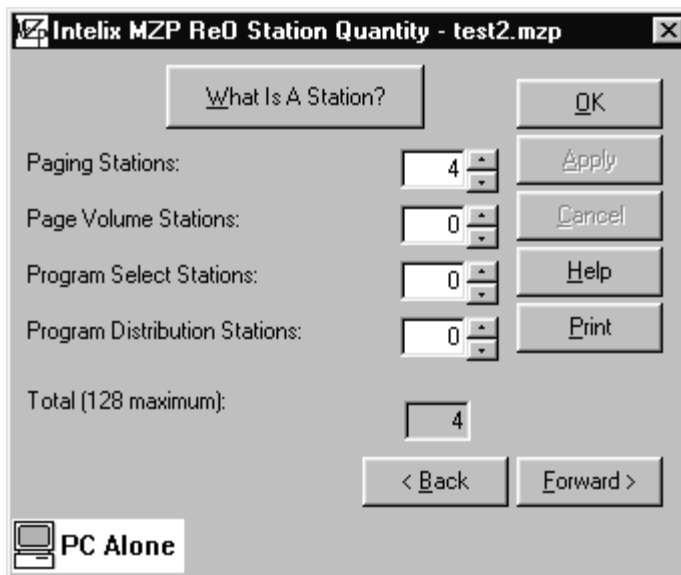 Intelix MZP ReO Station Quantity - test2.mzp
What Is A Station?
OK
Paging Stations:
4
Apply
Page Volume Stations:
0
Cancel
Program Select Stations:
0
Help
Program Distribution Stations:
0
Print
Total (128 maximum):
4
< Back
Forward >
PC Alone